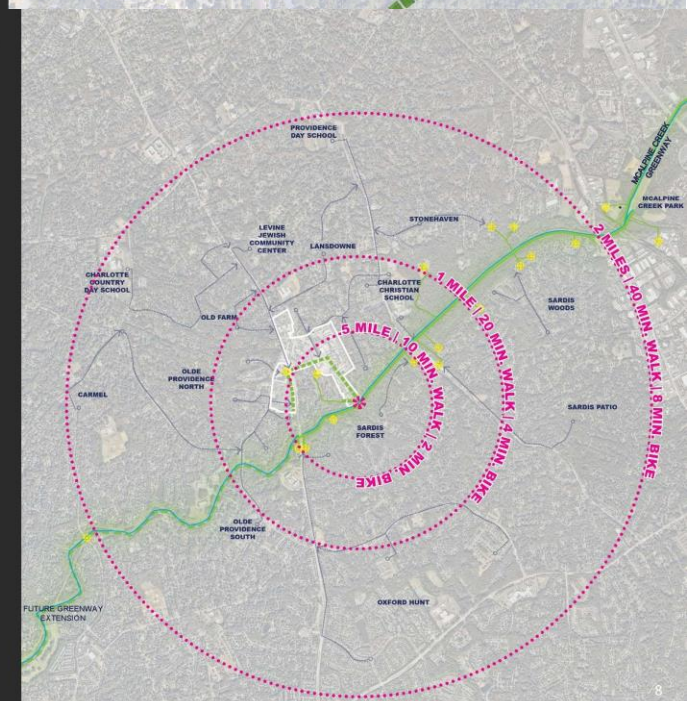 PROVIDENCE
DAY SCHOOL
MCALPINE CREEK
GREENWAY
MCALPINE
CREEK PARK
STONEHAVEN
LEVINE
JEWISH
COMMUNITY
CENTER
LANSDOWNE
CHARLOTTE
COUNTRY
DAY SCHOOL
CHARLOTTE
CHRISTIAN
SCHOOL
SARDIS
WOODS
OLD FARM
OLDE
PROVIDENCE
NORTH
CARMEL
SARDIS PATIO
SARDIS
FOREST
.5 MILE | 10 MIN. WALK | 2 MIN. BIKE
1 MILE | 20 MIN. WALK | 4 MIN. BIKE
2 MILES | 40 MIN. WALK | 8 MIN. BIKE
OLDE
PROVIDENCE
SOUTH
OXFORD HUNT
FUTURE GREENWAY
EXTENSION
8